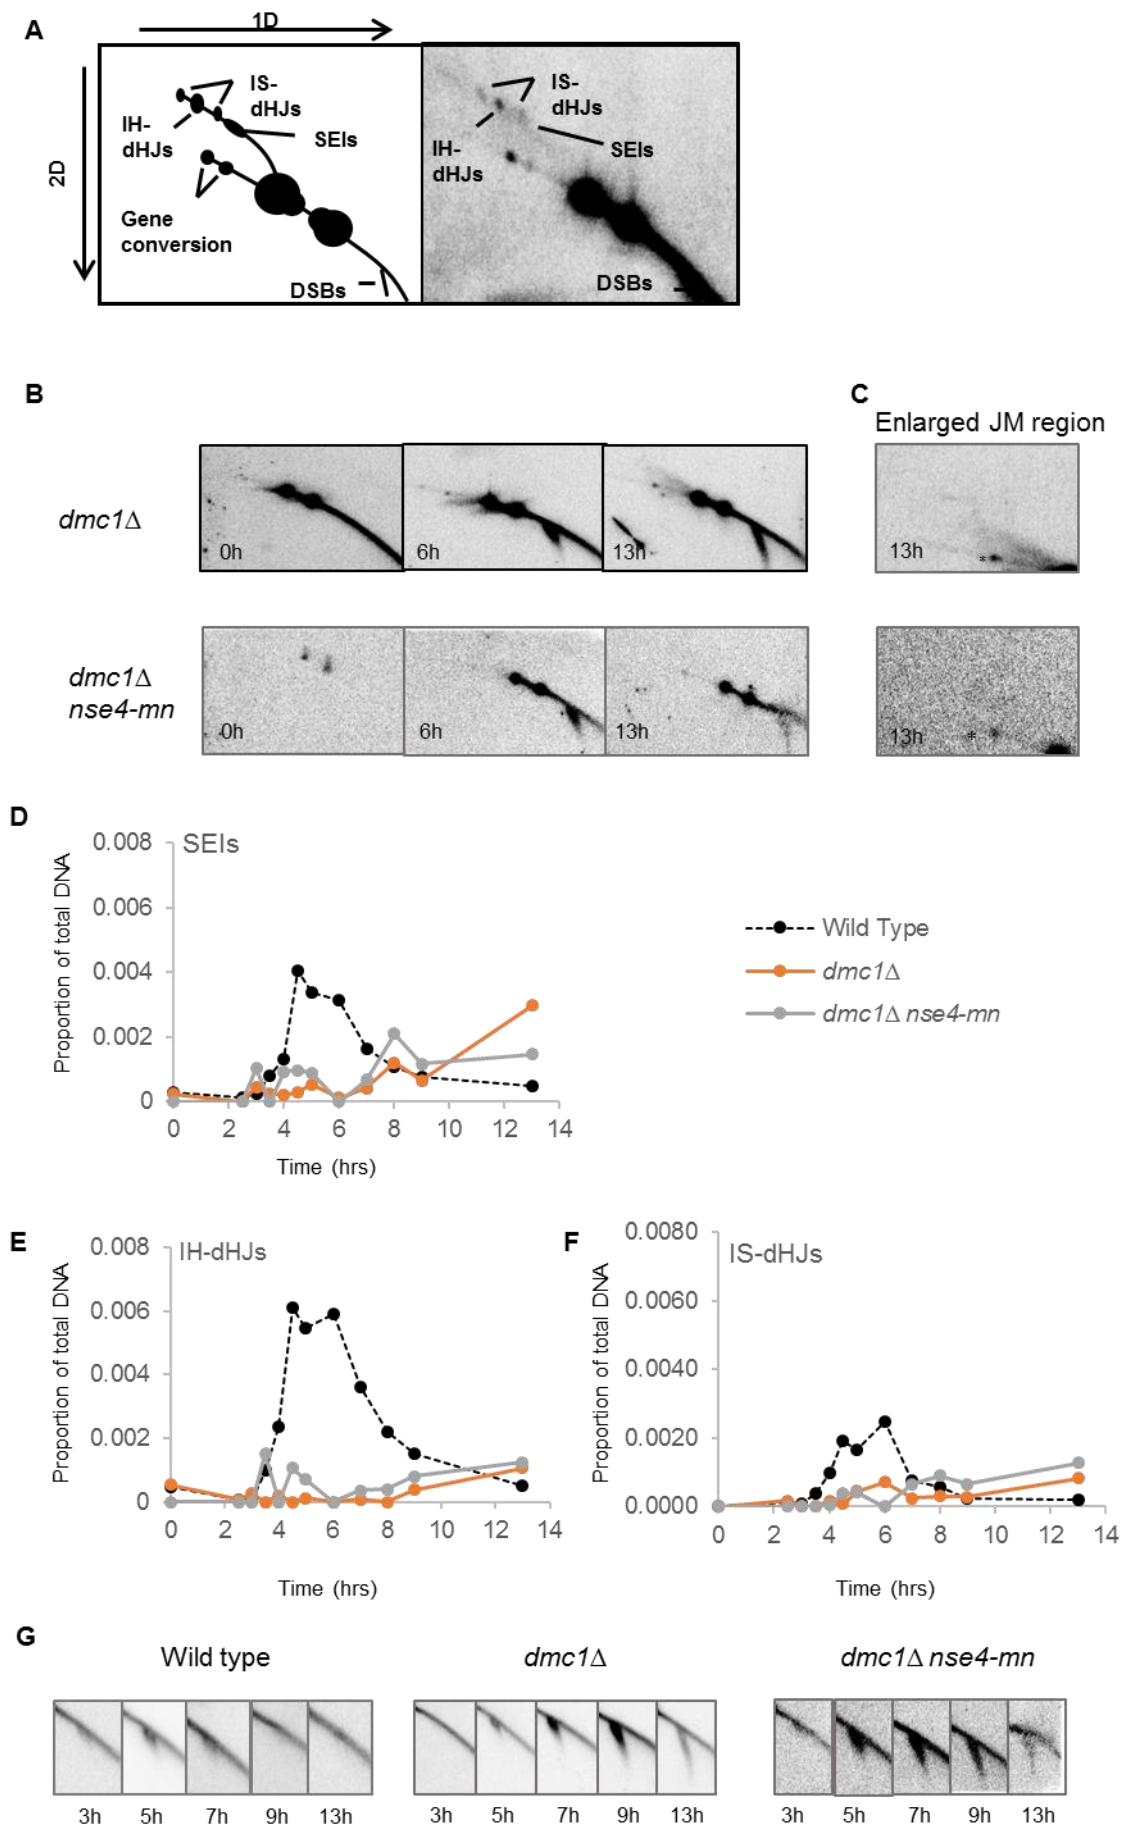 A
1D
2D
IS-
dHJs
IH-
dHJs
SEIs
Gene
conversion
DSBs
IS-
dHJs
IH-
dHJs
SEIs
DSBs
B
C
Enlarged JM region
dmc1Δ
0h
6h
13h
13h
*
dmc1Δ
nse4-mn
0h
6h
13h
13h
*
D
SEIs
Proportion of total DNA
0.008
0.006
0.004
0.002
0
0 2 4 6 8 10 12 14
Time (hrs)
Wild Type
dmc1Δ
dmc1Δ nse4-mn
E
IH-dHJs
Proportion of total DNA
0.008
0.006
0.004
0.002
0
0 2 4 6 8 10 12 14
Time (hrs)
F
IS-dHJs
Proportion of total DNA
0.0080
0.0060
0.0040
0.0020
0.0000
0 2 4 6 8 10 12 14
Time (hrs)
G
Wild type
dmc1Δ
dmc1Δ nse4-mn
3h 5h 7h 9h 13h
3h 5h 7h 9h 13h
3h 5h 7h 9h 13h